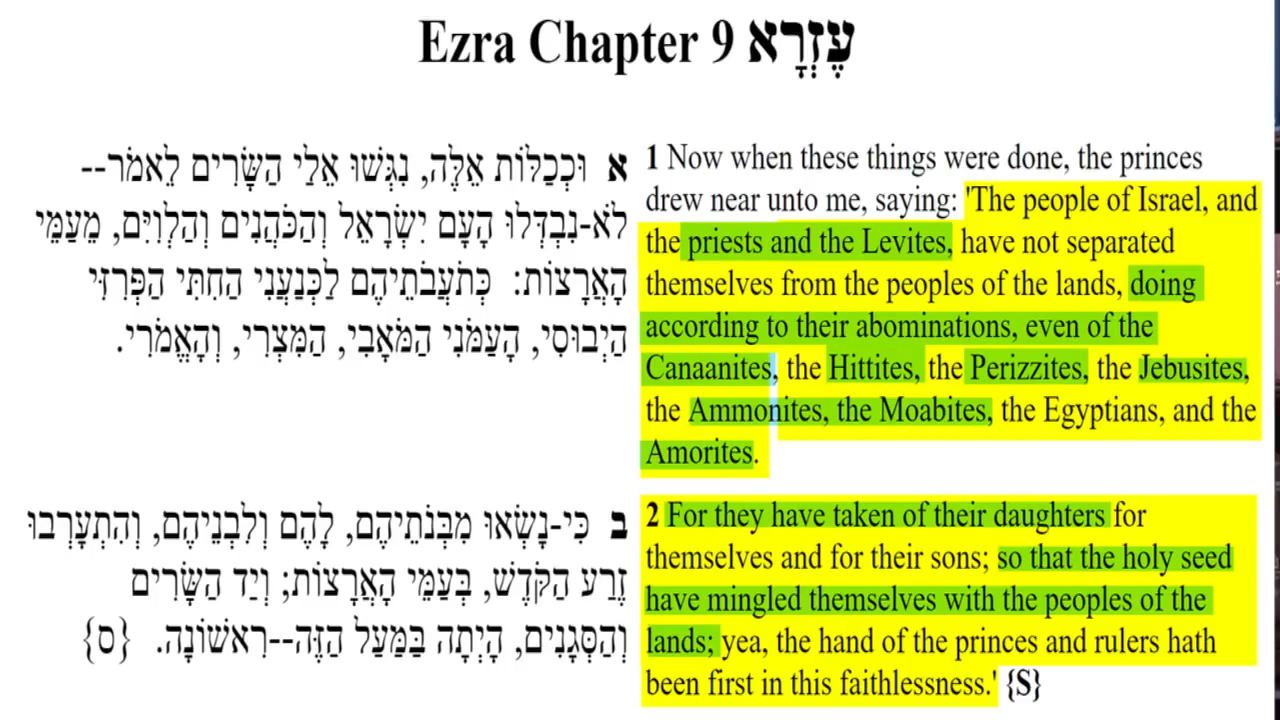 Ezra Chapter 9 עֶזְרָא
א וּכְכַלּוֹת אֵלֶּה, נִגְּשׁוּ אֵלַי הַשָּׂרִים לֵאמֹר--
לֹא-נִבְדְּלוּ הָעָם יִשְׂרָאֵל וְהַכֹּהֲנִים וְהַלְוִיִּם, מֵעַמֵּי
הָאֲרָצוֹת: כְּתֹעֲבֹתֵיהֶם לַכְּנַעֲנִי הַחִתִּי הַפְּרִזִּי
הַיְבוּסִי, הָעַמֹּנִי הַמֹּאָבִי, הַמִּצְרִי, וְהָאֱמֹרִי.
1 Now when these things were done, the princes
drew near unto me, saying: 'The people of Israel, and
the priests and the Levites, have not separated
themselves from the peoples of the lands, doing
according to their abominations, even of the
Canaanites, the Hittites, the Perizzites, the Jebusites,
the Ammonites, the Moabites, the Egyptians, and the
Amorites.
ב כִּי-נָשְׂאוּ מִבְּנֹתֵיהֶם, לָהֶם וְלִבְנֵיהֶם, וְהִתְעָרְבוּ
זֶרַע הַקֹּדֶשׁ, בְּעַמֵּי הָאֲרָצוֹת; וְיַד הַשָּׂרִים
וְהַסְּגָנִים, הָיְתָה בַּמַּעַל הַזֶּה--רִאשׁוֹנָה. {ס}
2 For they have taken of their daughters for
themselves and for their sons; so that the holy seed
have mingled themselves with the peoples of the
lands; yea, the hand of the princes and rulers hath
been first in this faithlessness.' {S}